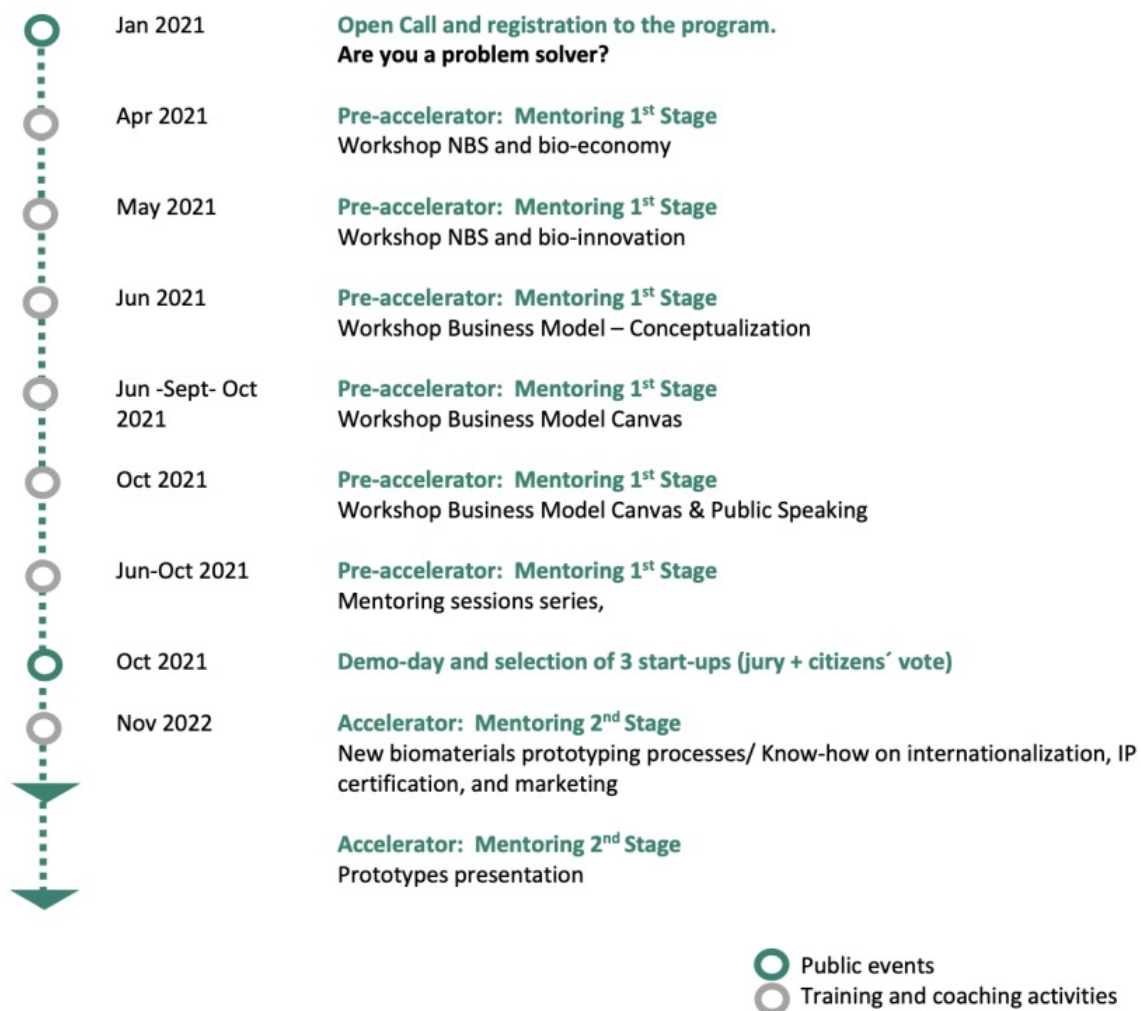 Jan 2021
Open Call and registration to the program.
Are you a problem solver?
Apr 2021
Pre-accelerator:  Mentoring 1st Stage
Workshop NBS and bio-economy
May 2021
Pre-accelerator:  Mentoring 1st Stage
Workshop NBS and bio-innovation
Jun 2021
Pre-accelerator:  Mentoring 1st Stage
Workshop Business Model – Conceptualization
Jun -Sept- Oct
2021
Pre-accelerator:  Mentoring 1st Stage
Workshop Business Model Canvas
Oct 2021
Pre-accelerator:  Mentoring 1st Stage
Workshop Business Model Canvas & Public Speaking
Jun-Oct 2021
Pre-accelerator:  Mentoring 1st Stage
Mentoring sessions series,
Oct 2021
Demo-day and selection of 3 start-ups (jury + citizens´ vote)
Nov 2022
Accelerator:  Mentoring 2nd Stage
New biomaterials prototyping processes/ Know-how on internationalization, IP
certification, and marketing
Accelerator:  Mentoring 2nd Stage
Prototypes presentation
Public events
Training and coaching activities